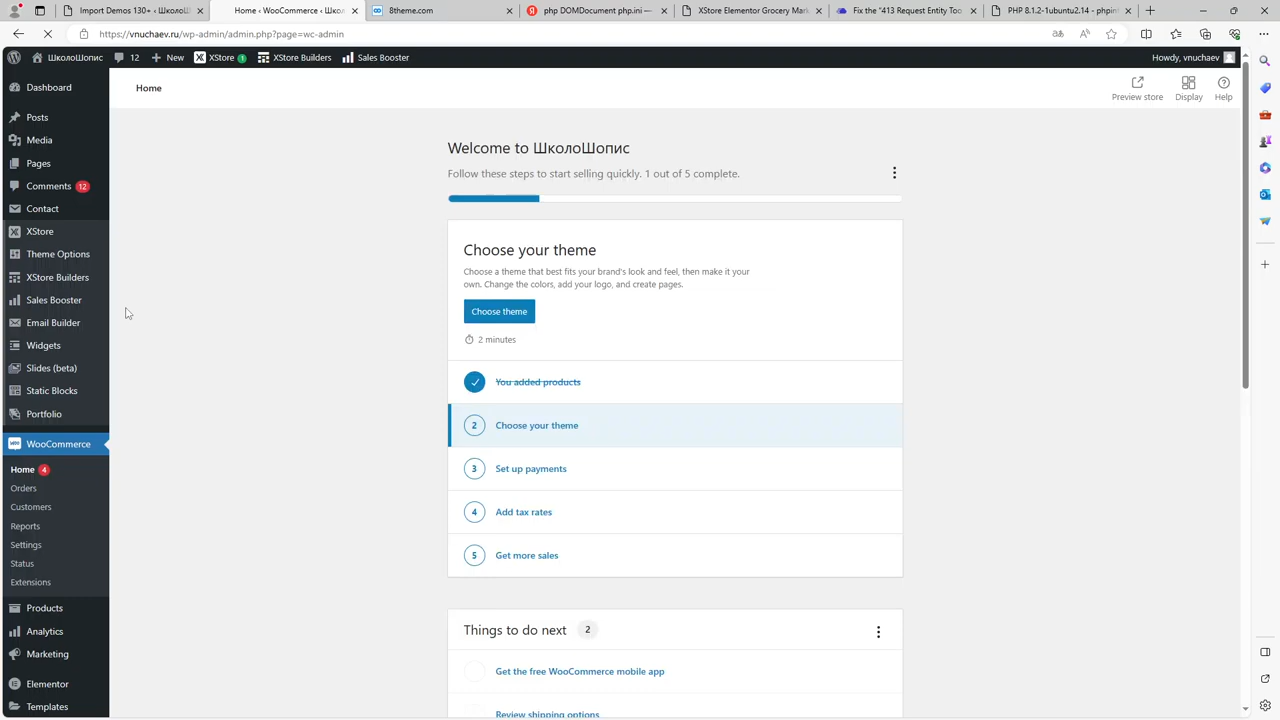 Import Demos 130+ ‹ ШколоШ
Home ‹ WooCommerce ‹ Школ
8theme.com
php DOMDocument php.ini —
XStore Elementor Grocery Mark
Fix the "413 Request Entity Too
PHP 8.1.2-1ubuntu2.14 - phpinf
https://vnuchaev.ru/wp-admin/admin.php?page=wc-admin
ШколоШопис
12
New
XStore 1
XStore Builders
Sales Booster
Howdy, vnuchaev
Dashboard
Posts
Media
Pages
Comments 12
Contact
XStore
Theme Options
XStore Builders
Sales Booster
Email Builder
Widgets
Slides (beta)
Static Blocks
Portfolio
WooCommerce
Home 4
Orders
Customers
Reports
Settings
Status
Extensions
Products
Analytics
Marketing
Elementor
Templates
Home
Preview store
Display
Help
Welcome to ШколоШопис
Follow these steps to start selling quickly. 1 out of 5 complete.
Choose your theme
Choose a theme that best fits your brand's look and feel, then make it your
own. Change the colors, add your logo, and create pages.
Choose theme
2 minutes
You added products
2 Choose your theme
3 Set up payments
4 Add tax rates
5 Get more sales
Things to do next 2
Get the free WooCommerce mobile app
Review shipping options